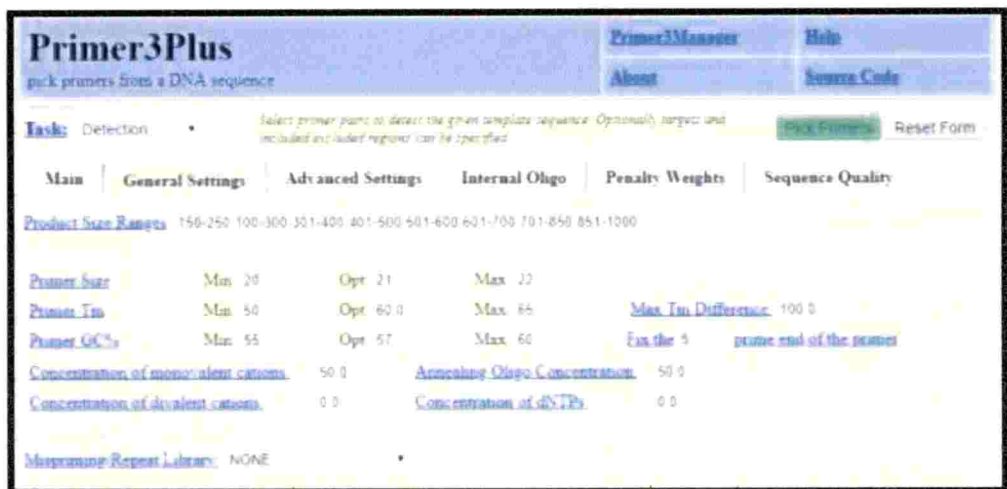 Primer3Plus
pick primers from a DNA sequence
Primer3Manager Help
About Source Code
Task: Detection
Select primer pairs to detect the given template sequence. Optionally targets and
included/excluded regions can be specified.
Pick Primers Reset Form
Main General Settings Advanced Settings Internal Oligo Penalty Weights Sequence Quality
Product Size Ranges 150-250 100-300 301-400 401-500 501-600 601-700 701-850 851-1000
Primer Size Min 20 Opt 21 Max 22
Primer Tm Min 50 Opt 60.0 Max 65 Max Tm Difference 100.0
Primer GC% Min 55 Opt 57 Max 60 Fix the 5 prime end of the primer
Concentration of monovalent cations 50.0 Annealing Oligo Concentration 50.0
Concentration of divalent cations 0.0 Concentration of dNTPs 0.0
Mispriming/Repeat Library NONE